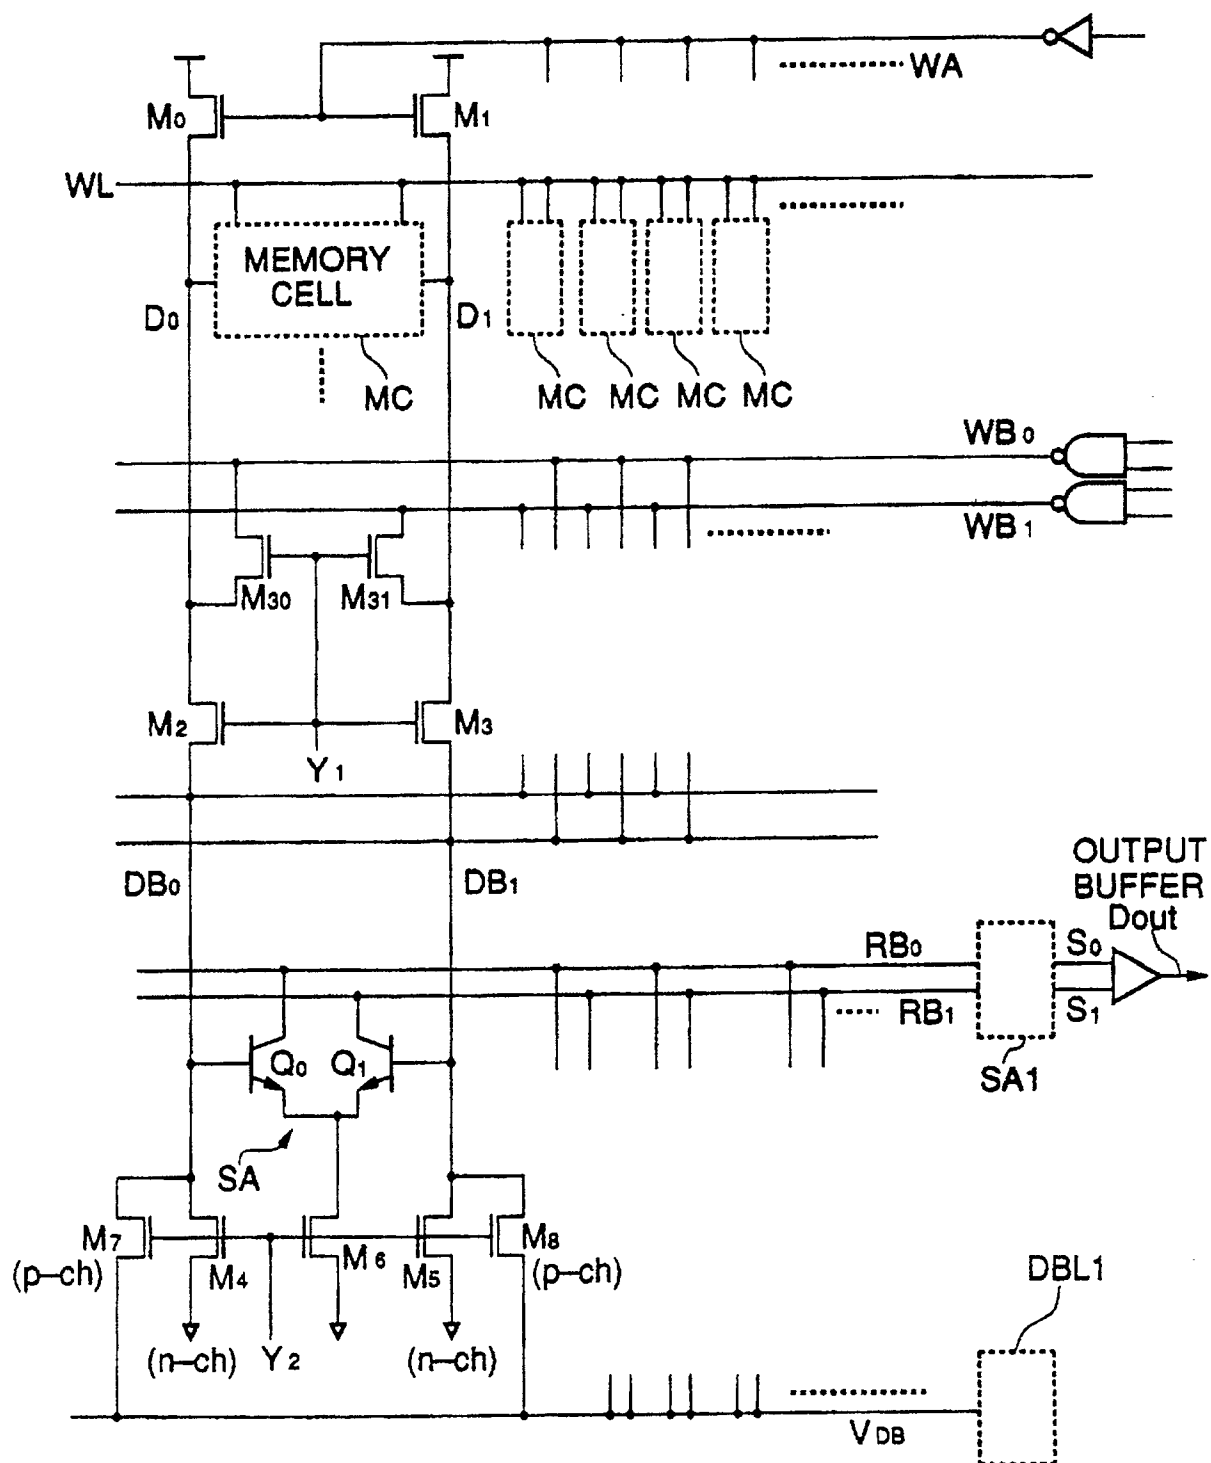 WA
M0 M1
WL
MEMORY
CELL
D0 D1
MC MC MC MC MC
WB0
WB1
M30 M31
M2 M3
Y1
DB0 DB1
OUTPUT
BUFFER
Dout
RB0 S0
RB1 S1
Q0 Q1
SA1
SA
M7 M4 M6 M5 M8
(p–ch) (p–ch)
DBL1
(n–ch) Y2 (n–ch)
VDB